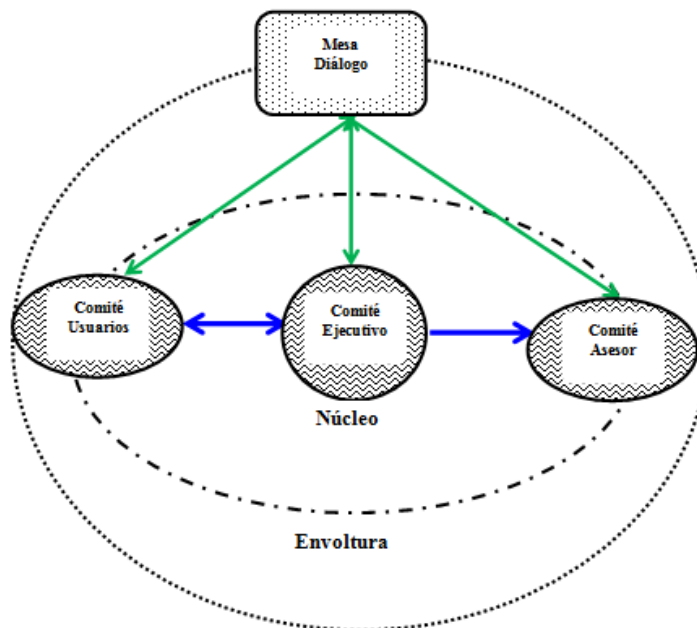 Mesa
Diálogo
Comité
Usuarios
Comité
Ejecutivo
Comité
Asesor
Núcleo
Envoltura